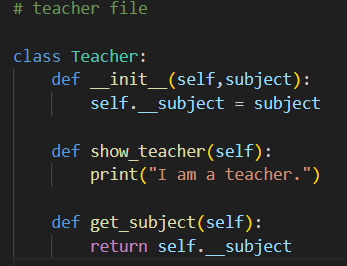 # teacher file
class Teacher:
    def __init__(self,subject):
        self.__subject = subject
    def show_teacher(self):
        print("I am a teacher.")
    def get_subject(self):
        return self.__subject